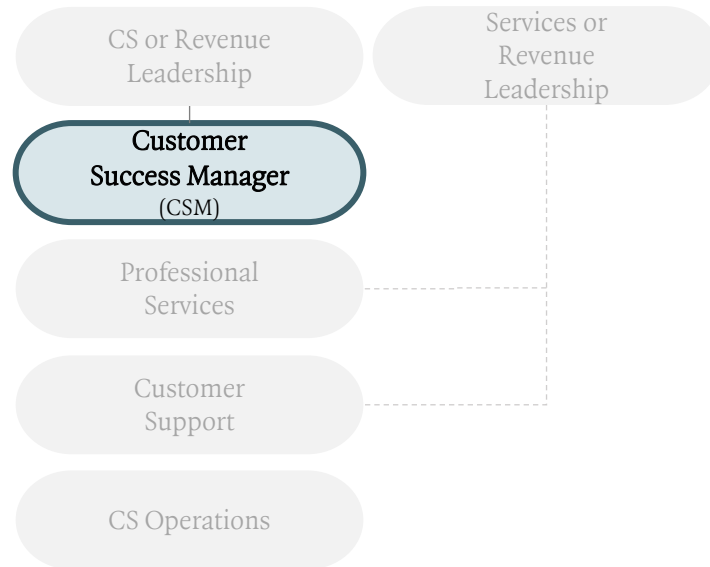 CS or Revenue
Leadership
Services or
Revenue
Leadership
Customer
Success Manager
(CSM)
Professional
Services
Customer
Support
CS Operations